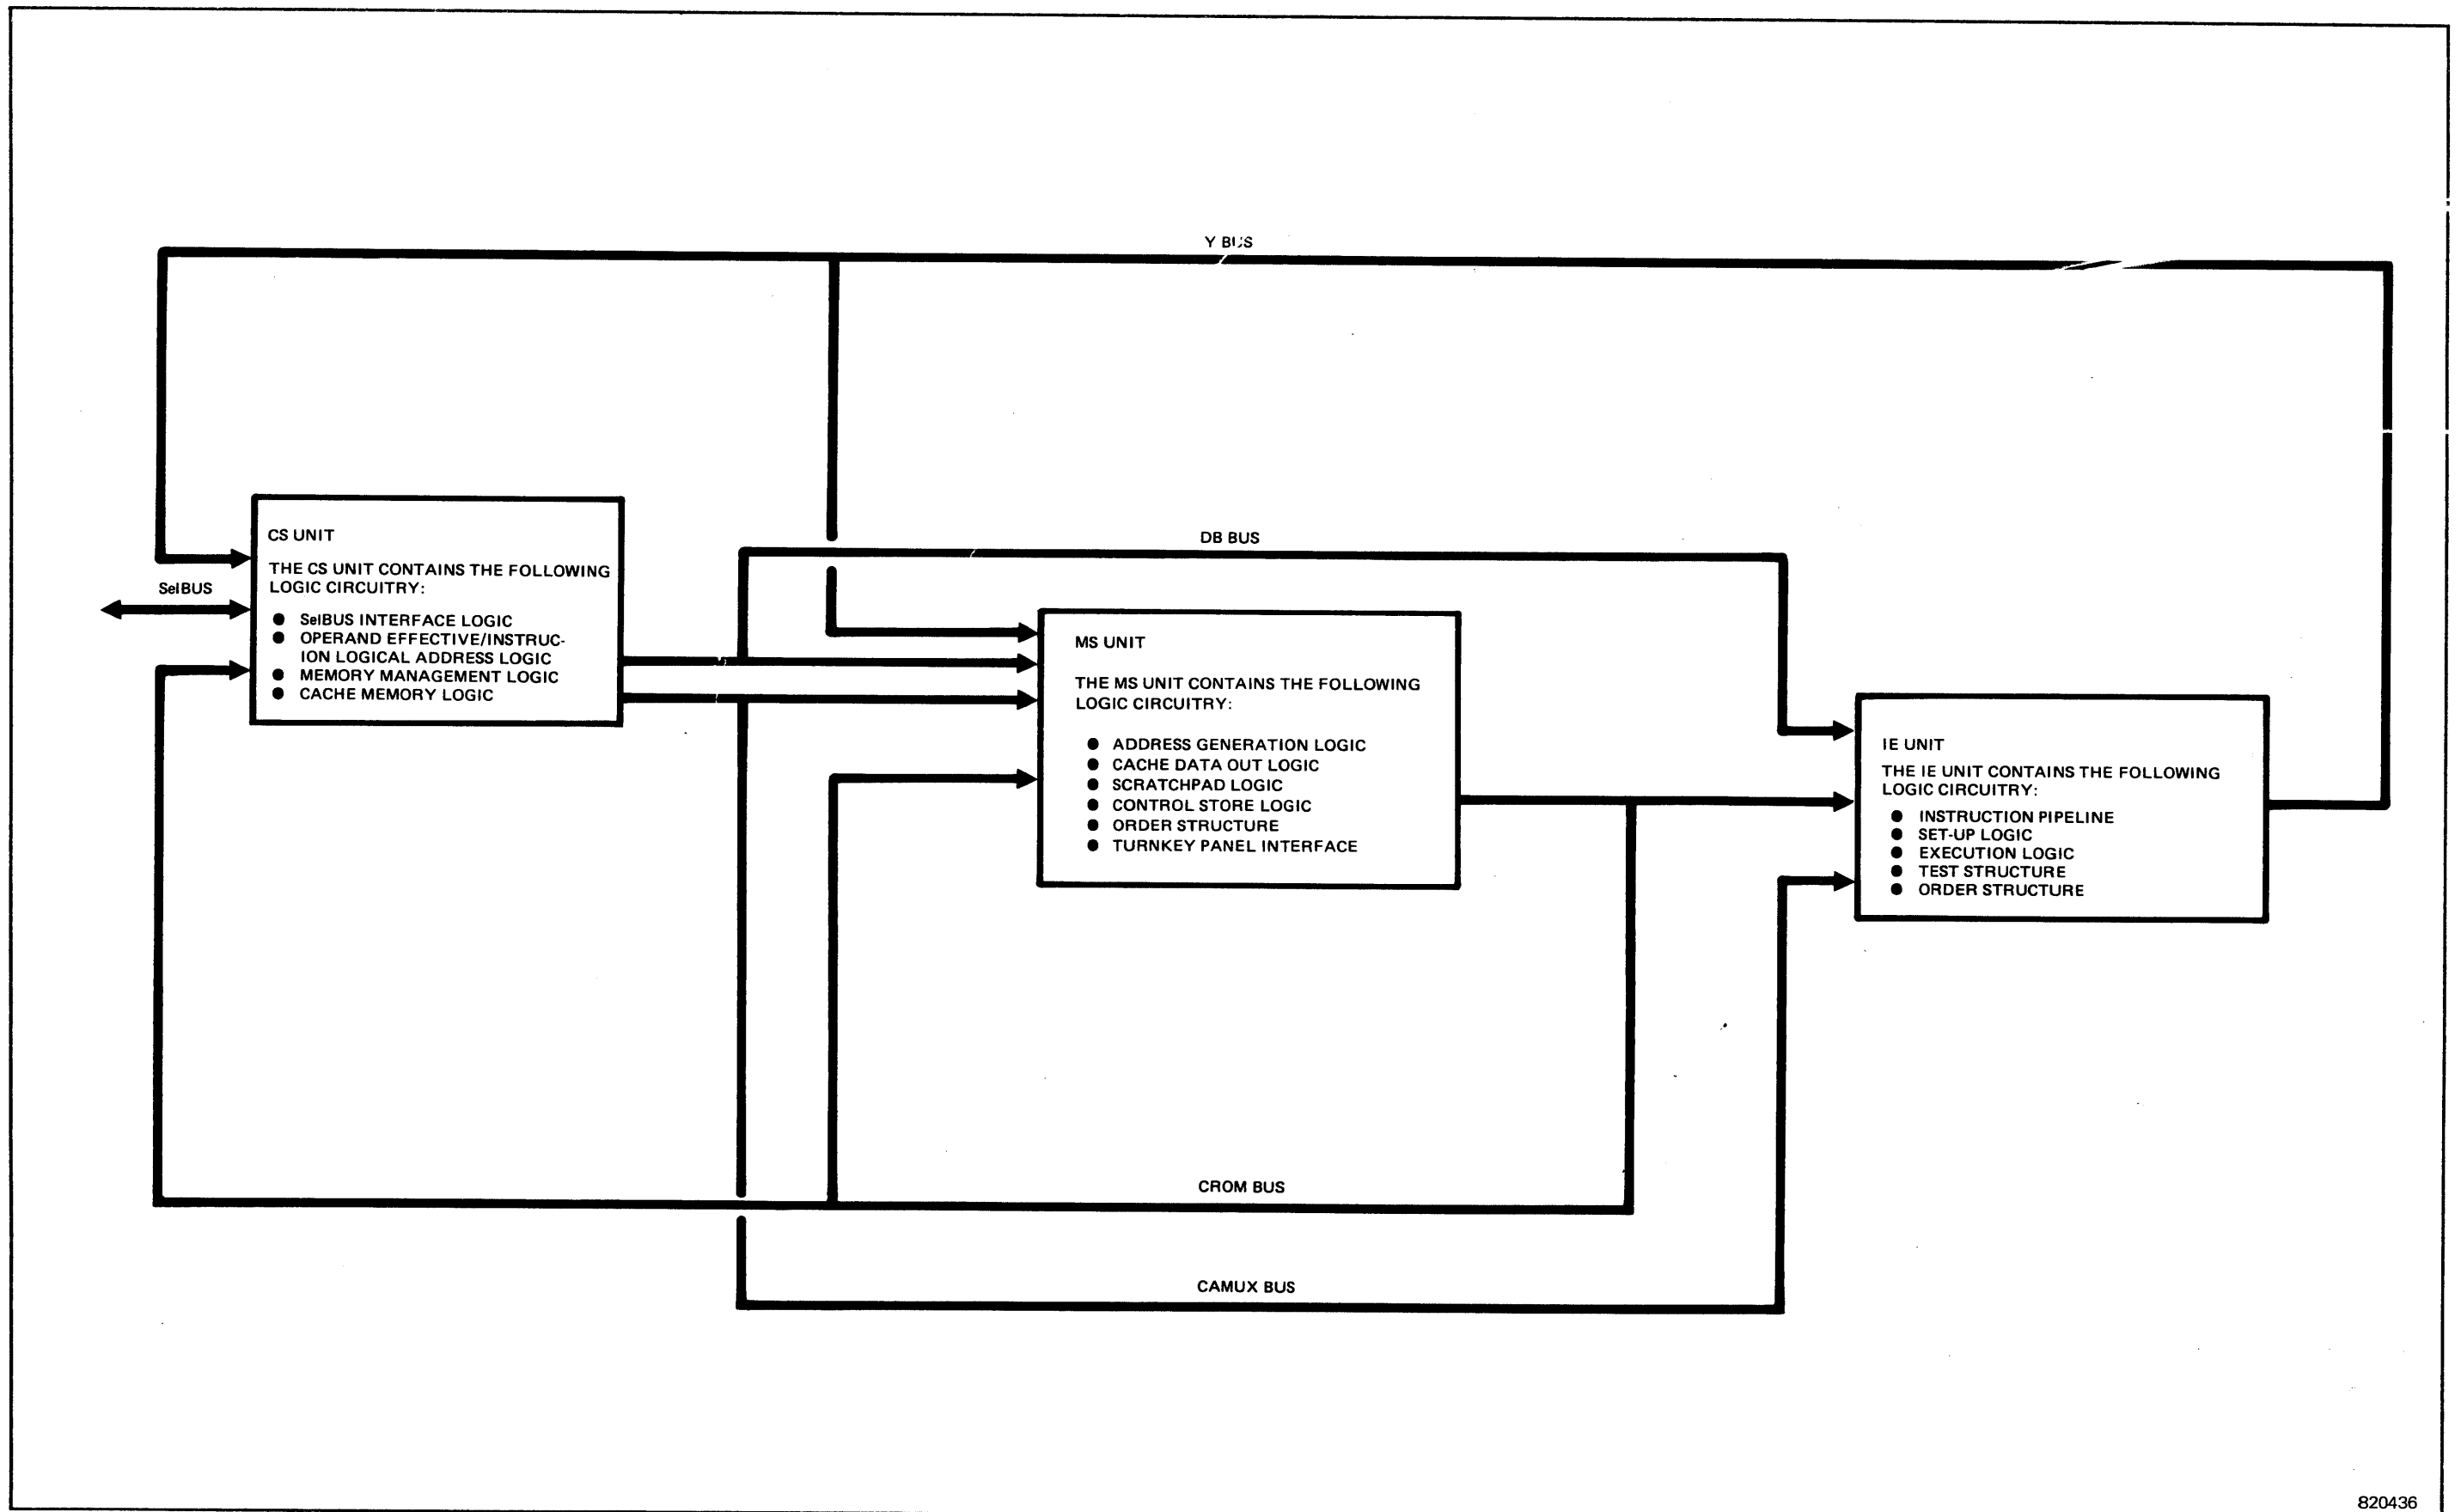 Y BUS
CS UNIT
THE CS UNIT CONTAINS THE FOLLOWING
LOGIC CIRCUITRY:
● SelBUS INTERFACE LOGIC
● OPERAND EFFECTIVE/INSTRUC-
ION LOGICAL ADDRESS LOGIC
● MEMORY MANAGEMENT LOGIC
● CACHE MEMORY LOGIC
SelBUS
DB BUS
MS UNIT
THE MS UNIT CONTAINS THE FOLLOWING
LOGIC CIRCUITRY:
● ADDRESS GENERATION LOGIC
● CACHE DATA OUT LOGIC
● SCRATCHPAD LOGIC
● CONTROL STORE LOGIC
● ORDER STRUCTURE
● TURNKEY PANEL INTERFACE
IE UNIT
THE IE UNIT CONTAINS THE FOLLOWING
LOGIC CIRCUITRY:
● INSTRUCTION PIPELINE
● SET-UP LOGIC
● EXECUTION LOGIC
● TEST STRUCTURE
● ORDER STRUCTURE
CROM BUS
CAMUX BUS
820436